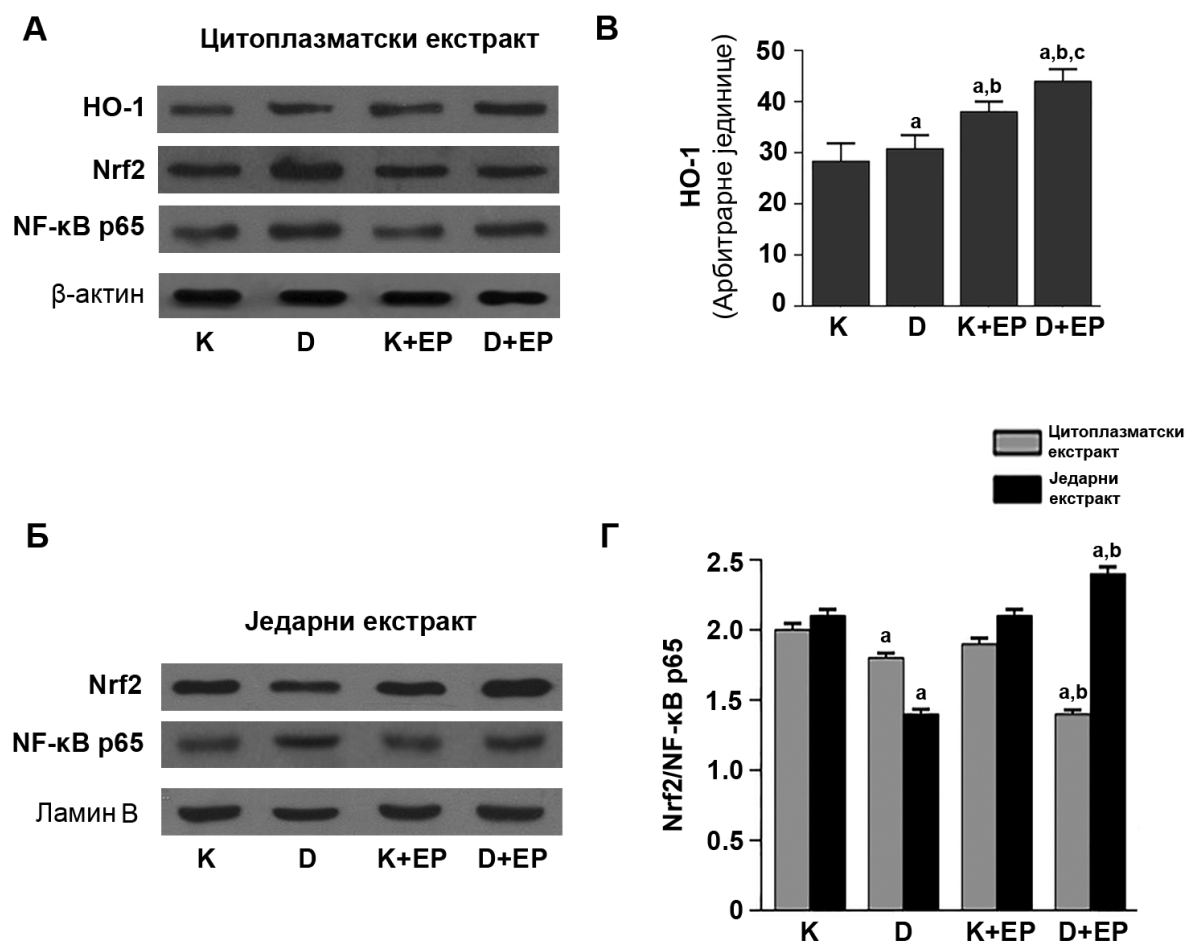 А
Цитоплазматски екстракт
HO-1
Nrf2
NF-κB p65
β-актин
K D K+EP D+EP
В
HO-1
(Арбитрарне јединице)
50
40
30
20
10
0
a
a,b
a,b,c
K D K+EP D+EP
Цитоплазматски
екстракт
Једарни
екстракт
Б
Једарни екстракт
Nrf2
NF-κB p65
Ламин B
K D K+EP D+EP
Г
Nrf2/NF-κB p65
2.5
2.0
1.5
1.0
0.5
0
a
a
a,b
a,b
K D K+EP D+EP